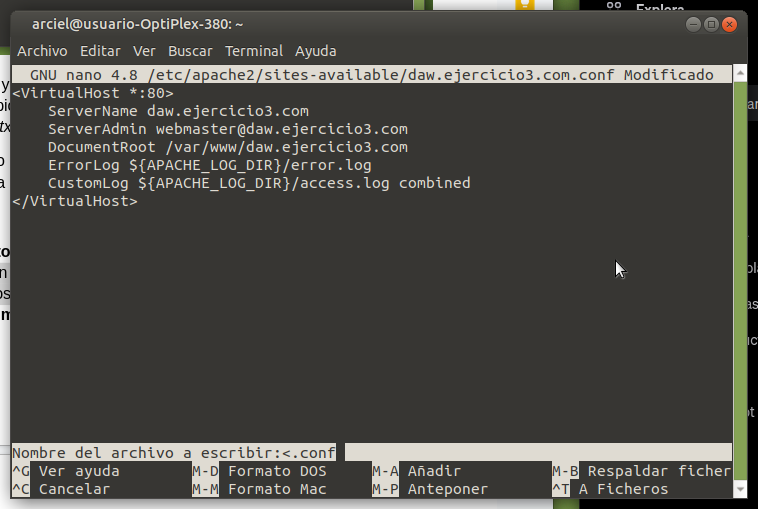 Explora
arciel@usuario-OptiPlex-380: ~
Archivo Editar Ver Buscar Terminal Ayuda
GNU nano 4.8 /etc/apache2/sites-available/daw.ejercicio3.com.conf Modificado
<VirtualHost *:80>
ServerName daw.ejercicio3.com
ServerAdmin webmaster@daw.ejercicio3.com
DocumentRoot /var/www/daw.ejercicio3.com
ErrorLog ${APACHE_LOG_DIR}/error.log
CustomLog ${APACHE_LOG_DIR}/access.log combined
</VirtualHost>
Nombre del archivo a escribir:<.conf
^G Ver ayuda M-D Formato DOS M-A Añadir M-B Respaldar ficher
^C Cancelar M-M Formato Mac M-P Anteponer ^T A Ficheros